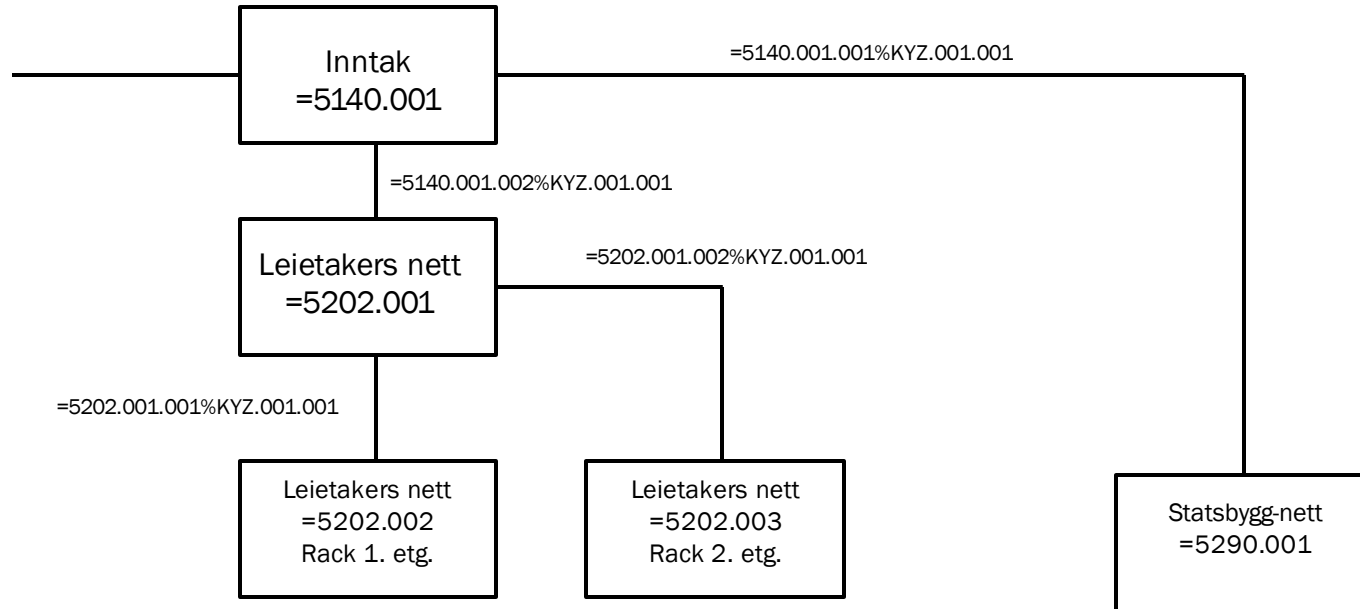 Inntak
=5140.001
=5140.001.001%KYZ.001.001
=5140.001.002%KYZ.001.001
Leietakers nett
=5202.001
=5202.001.002%KYZ.001.001
=5202.001.001%KYZ.001.001
Leietakers nett
=5202.002
Rack 1. etg.
Leietakers nett
=5202.003
Rack 2. etg.
Statsbygg-nett
=5290.001